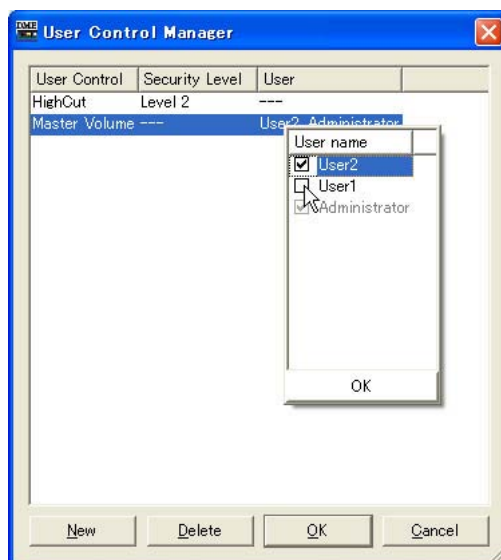 DME
User Control Manager
User Control Security Level User
HighCut Level 2 ---
Master Volume --- User2, Administrator
User name
User2
User1
Administrator
OK
New Delete OK Cancel